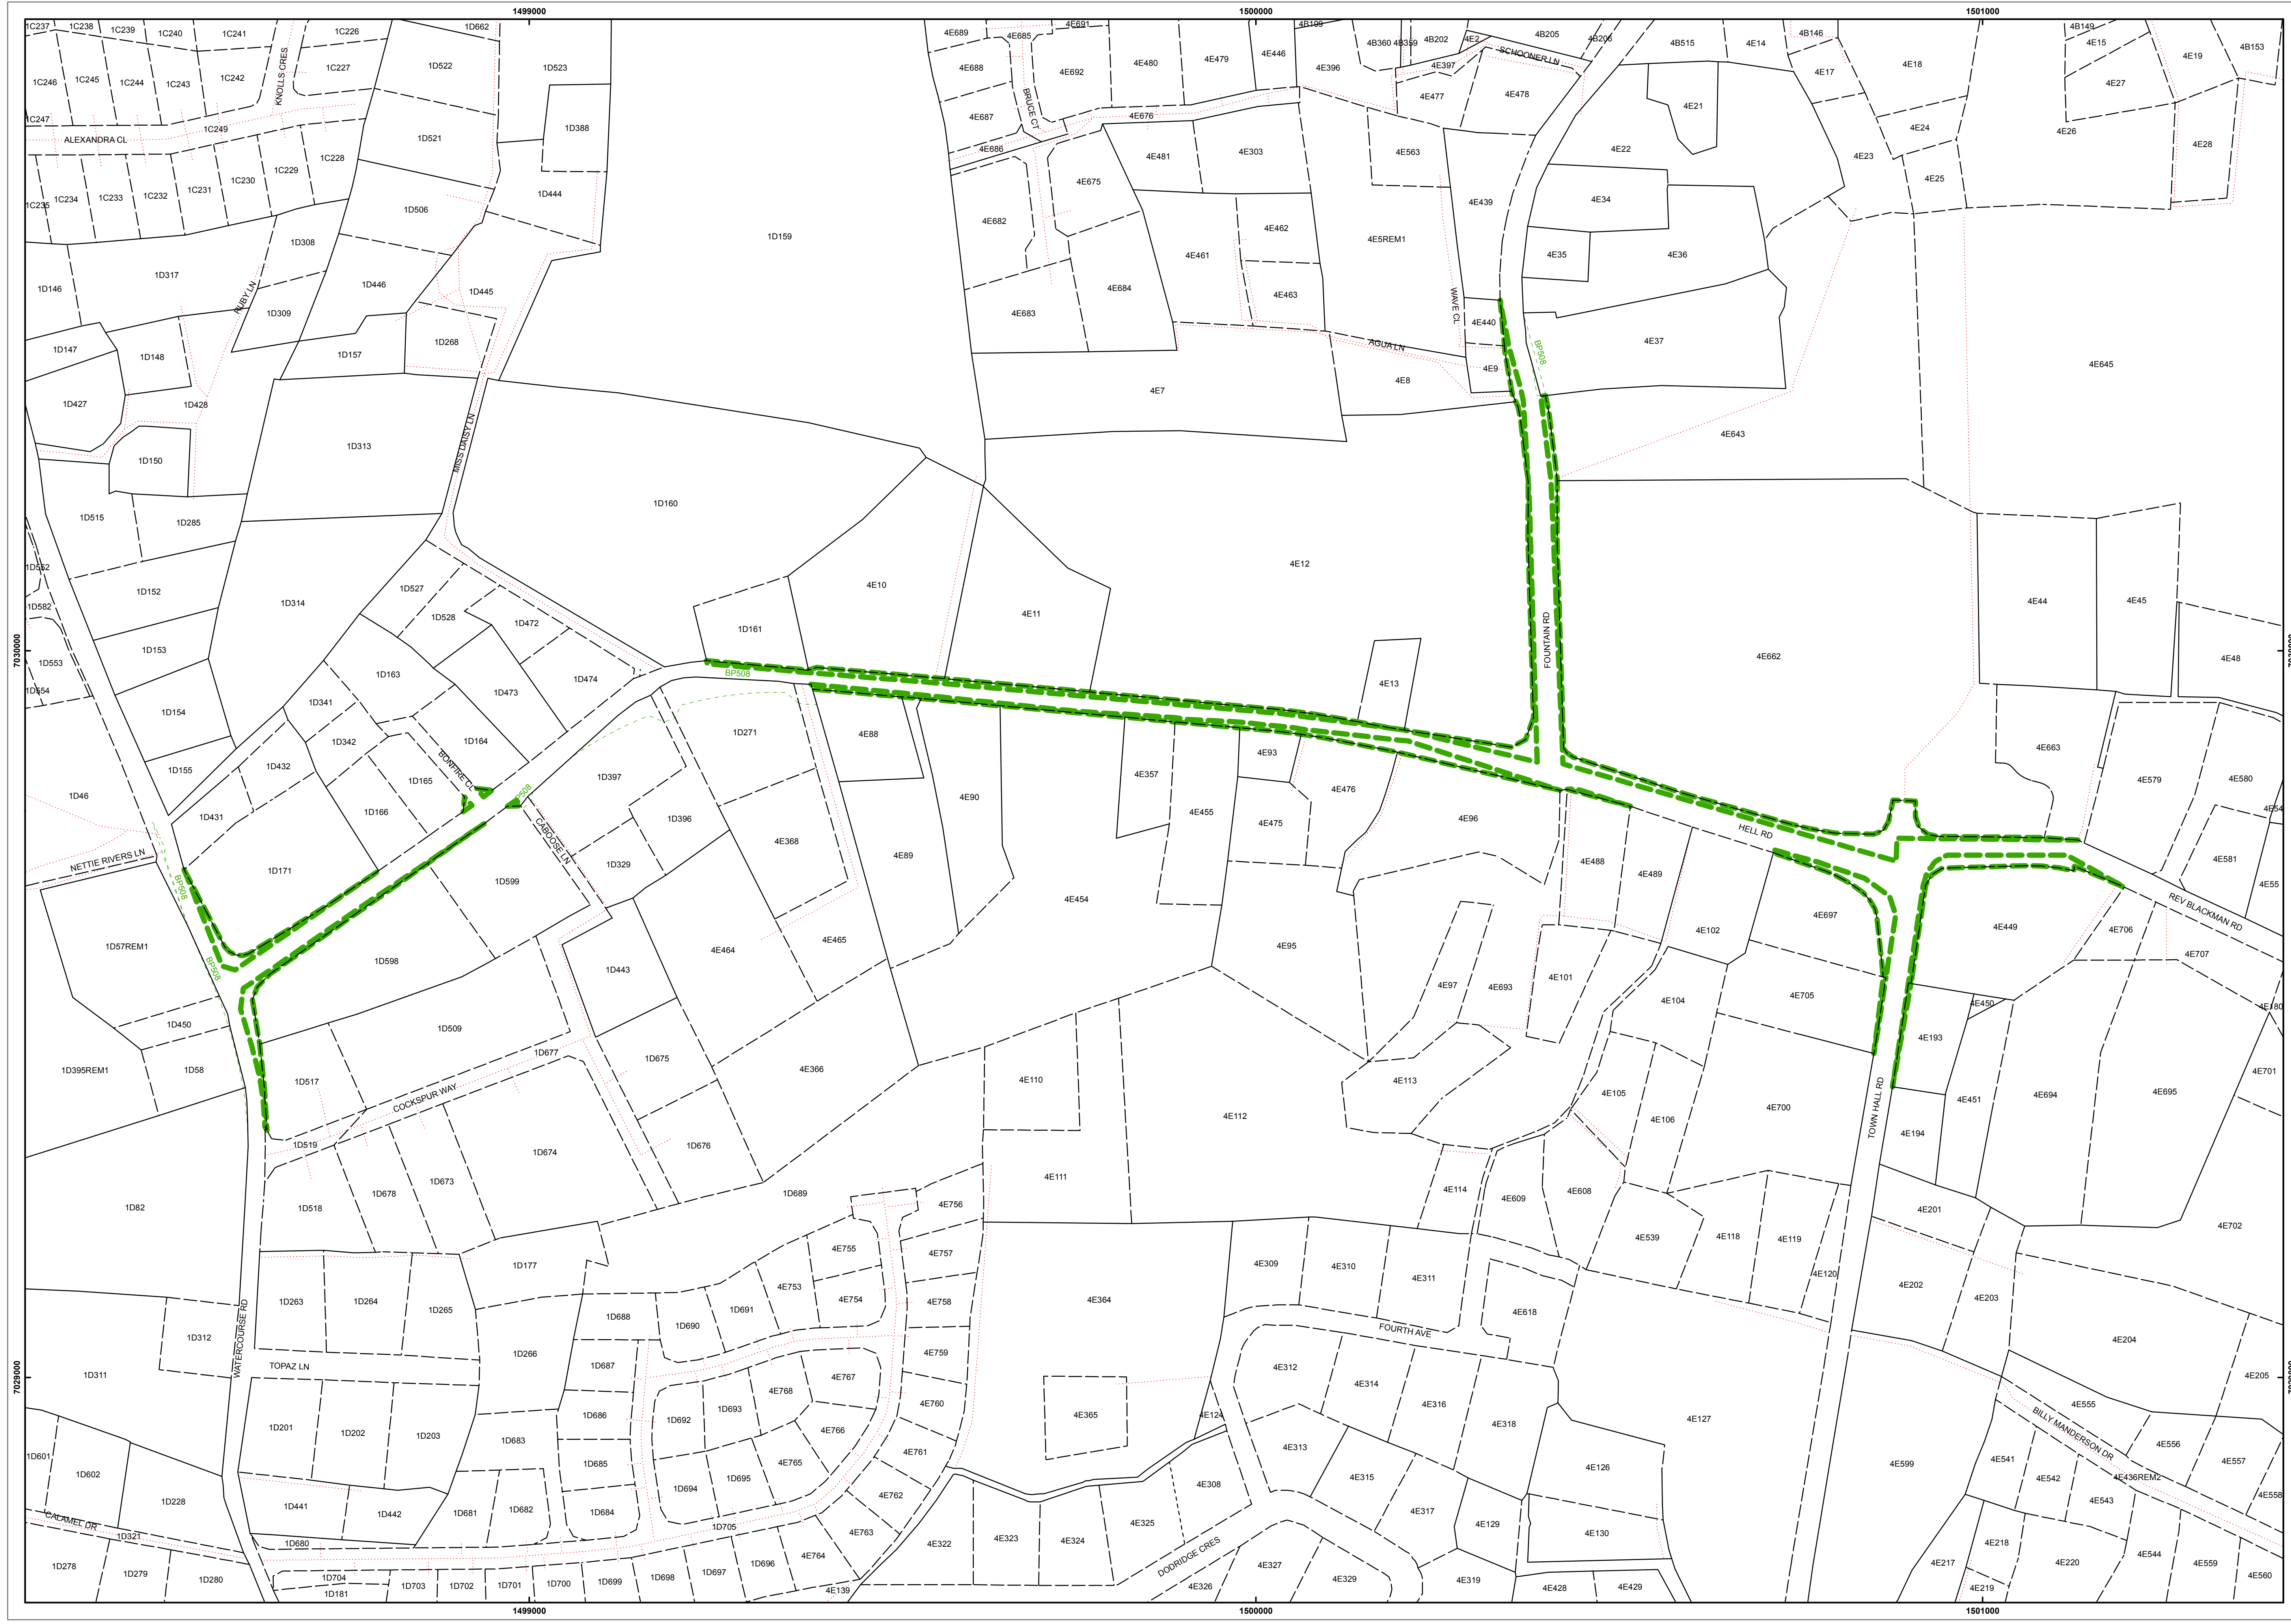 1499000 1500000 1501000
1C237 1C238 1C239 1C240 1C241 1C226 1D662 4E689 4E685 4E691 4E479 4E446 4B199 4B360 4B359 4B202 4E2 4B205 4B206 4B515 4E14 4B146 4B149 4E15 4E19 4B153
1C246 1C245 1C244 1C243 1C242 KNOLLS CRES 1C227 1D522 1D523 4E688 4E692 4E480 4E396 4E397 SCHOONER LN 4E17 4E18 4E27
1C247 ALEXANDRA CL 1C249 1D521 1D388 4E687 BRUCE CT 4E676 4E477 4E478 4E21 4E24 4E26
1C228 4E686 4E481 4E303 4E563 4E22 4E23 4E28
1C235 1C234 1C233 1C232 1C231 1C230 1C229 1D506 1D444 4E675 4E439 4E34 4E25
1D308 1D159 4E682 4E462 4E5REM1
1D146 1D317 RUBY LN 1D446 1D445 4E684 4E461 4E463 4E35 4E36
1D309 4E683 WAVE CL 4E440
1D147 1D148 1D157 1D268 AGUA LN BP508 4E37
1D427 1D428 4E7 4E8 4E9 4E645
1D150 1D313 MISS DAISY LN 4E643
1D515 1D285 1D160
1D552 1D152 1D527 4E10 4E12
1D582 1D314 1D528 1D472 1D161 4E11 4E44 4E45
7030000 7030000
1D553 1D153 1D163 1D474 BP508 4E13 FOUNTAIN RD 4E662 4E48
1D554 1D154 1D341 1D473
1D155 1D432 1D342 1D164 1D271 4E88 4E93 4E663
1D46 1D165 BONFIRE CL BP508 1D397 4E357 4E476 4E579 4E580
1D431 1D166 1D396 4E90 4E455 4E475 4E96 HELL RD 4E54
NETTIE RIVERS LN CABOOSE LN 4E368 4E89
1D171 BP508 1D599 1D329 4E488 4E489 4E581
4E454 4E697 4E55
1D57REM1 BP508 1D598 1D443 4E464 4E465 4E95 4E102 4E449 4E706 REV BLACKMAN RD
4E97 4E693 4E101 4E707
1D450 1D509 4E104 4E705 4E450 4E180
1D395REM1 1D58 1D677 1D675 4E366 4E193
1D517 4E110 4E113 4E701
COCKSPUR WAY 4E105 4E451 4E694 4E695
4E112 4E106 4E700 TOWN HALL RD
1D519 1D674 1D676 4E194
1D82 1D518 1D678 1D673 1D689 4E756 4E111 4E114 4E609 4E608 4E201
4E755 4E757 4E539 4E118 4E119 4E702
1D177 4E753 4E309 4E310 4E311 4E120 4E202
1D263 1D264 1D265 4E754 4E758 4E364 4E618 4E203
1D312 WATERCOURSE RD 1D688 1D690 1D691 FOURTH AVE 4E204
7029000
1D311 TOPAZ LN 1D266 1D687 4E768 4E767 4E759 4E312 4E205
4E314 4E316
1D201 1D202 1D203 1D686 1D692 1D693 4E760 4E365 4E124 4E318 4E127 4E555
1D683 4E766 4E313 BILLY MANDERSON DR 4E556
1D601 1D602 1D685 1D695 4E765 4E761 4E315 4E126 4E599 4E541 4E542 4E436REM2 4E557
1D228 1D441 1D442 1D681 1D682 1D684 1D694 4E762 4E308 4E317 4E129 4E543 4E558
CALAMEL DR 1D321 1D680 1D705 4E763 4E322 4E323 4E324 4E325 4E130 4E218
1D278 1D279 1D280 1D704 1D181 1D703 1D702 1D701 1D700 1D699 1D698 1D697 1D696 4E764 4E139 DODRIDGE CRES 4E326 4E327 4E329 4E319 4E428 4E429 4E217 4E219 4E220 4E544 4E559 4E560
1499000 1500000 1501000